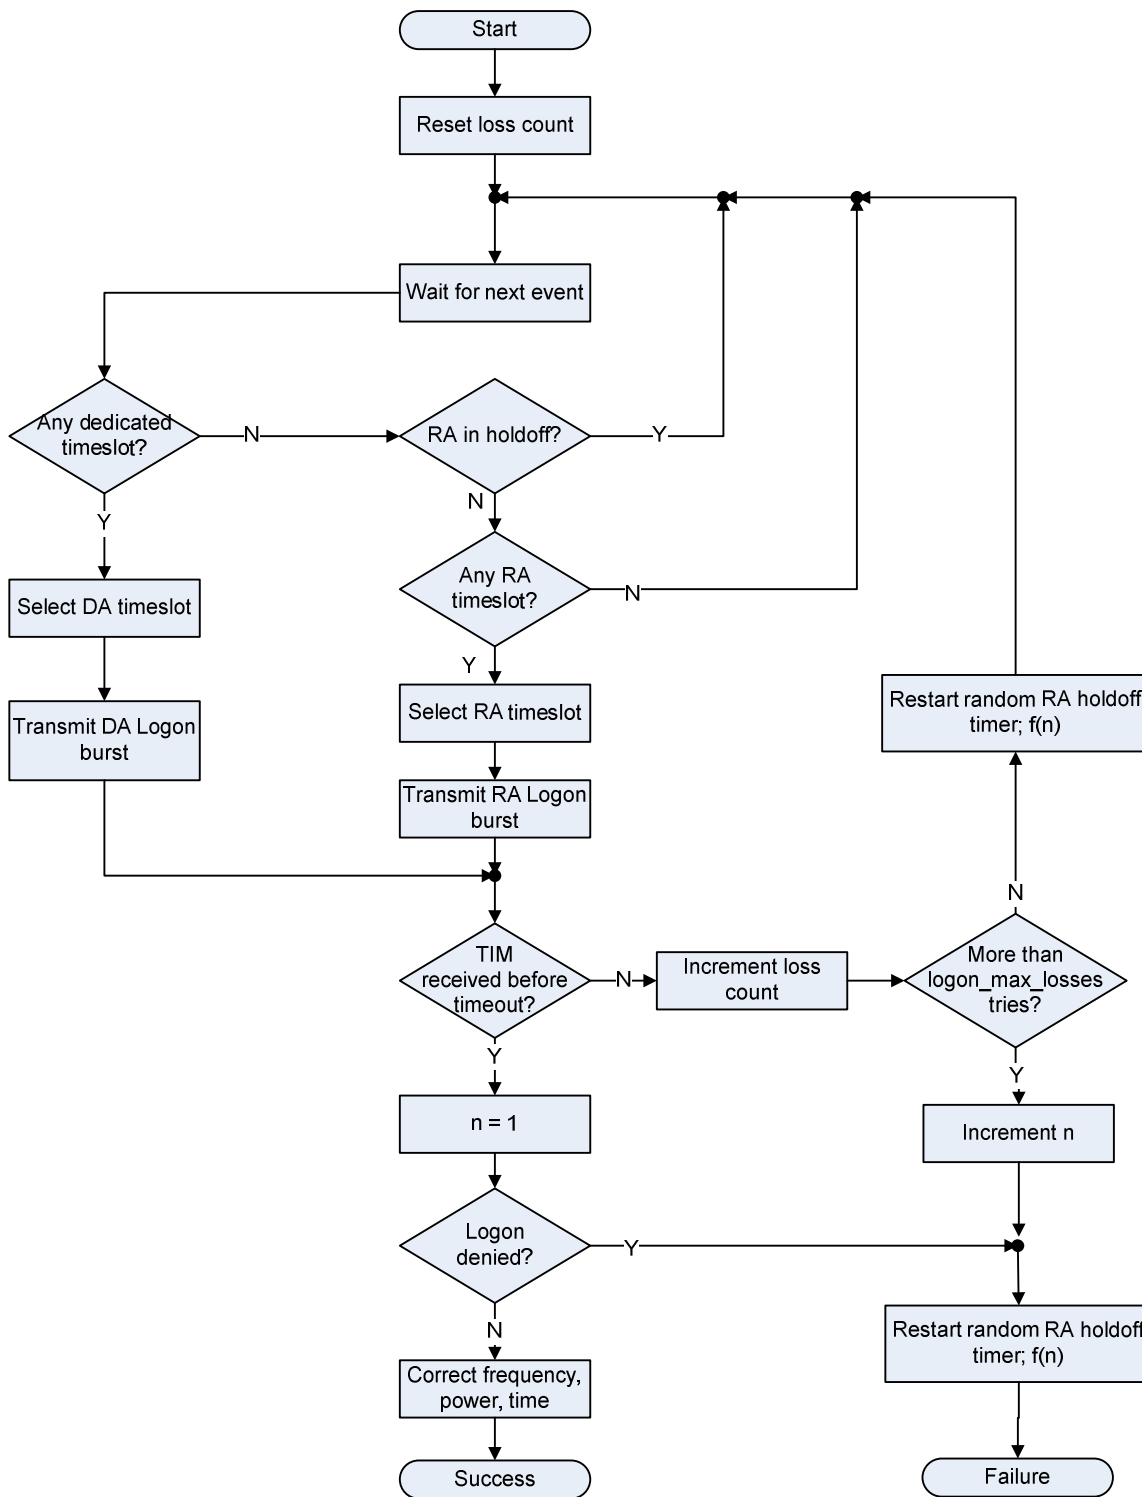 Start
Reset loss count
Wait for next event
Any dedicated
timeslot?
N
RA in holdoff?
Y
Y
N
Select DA timeslot
Any RA
timeslot?
N
Y
Transmit DA Logon
burst
Select RA timeslot
Restart random RA holdoff
timer; f(n)
Transmit RA Logon
burst
N
TIM
received before
timeout?
N
Increment loss
count
More than
logon_max_losses
tries?
Y
Y
n = 1
Increment n
Logon
denied?
Y
N
Restart random RA holdoff
timer; f(n)
Correct frequency,
power, time
Success
Failure